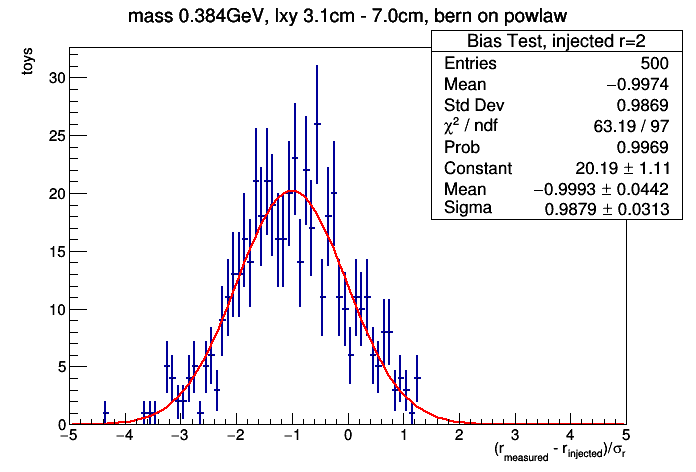 mass 0.384GeV, lxy 3.1cm - 7.0cm, bern on powlaw
Bias Test, injected r=2
Entries 500
Mean −0.9974
Std Dev 0.9869
χ² / ndf 63.19 / 97
Prob 0.9969
Constant 20.19 ± 1.11
Mean −0.9993 ± 0.0442
Sigma 0.9879 ± 0.0313
toys
30
25
20
15
10
5
0
−5 −4 −3 −2 −1 0 1 2 3 4 5
(r_measured - r_injected)/σ_r